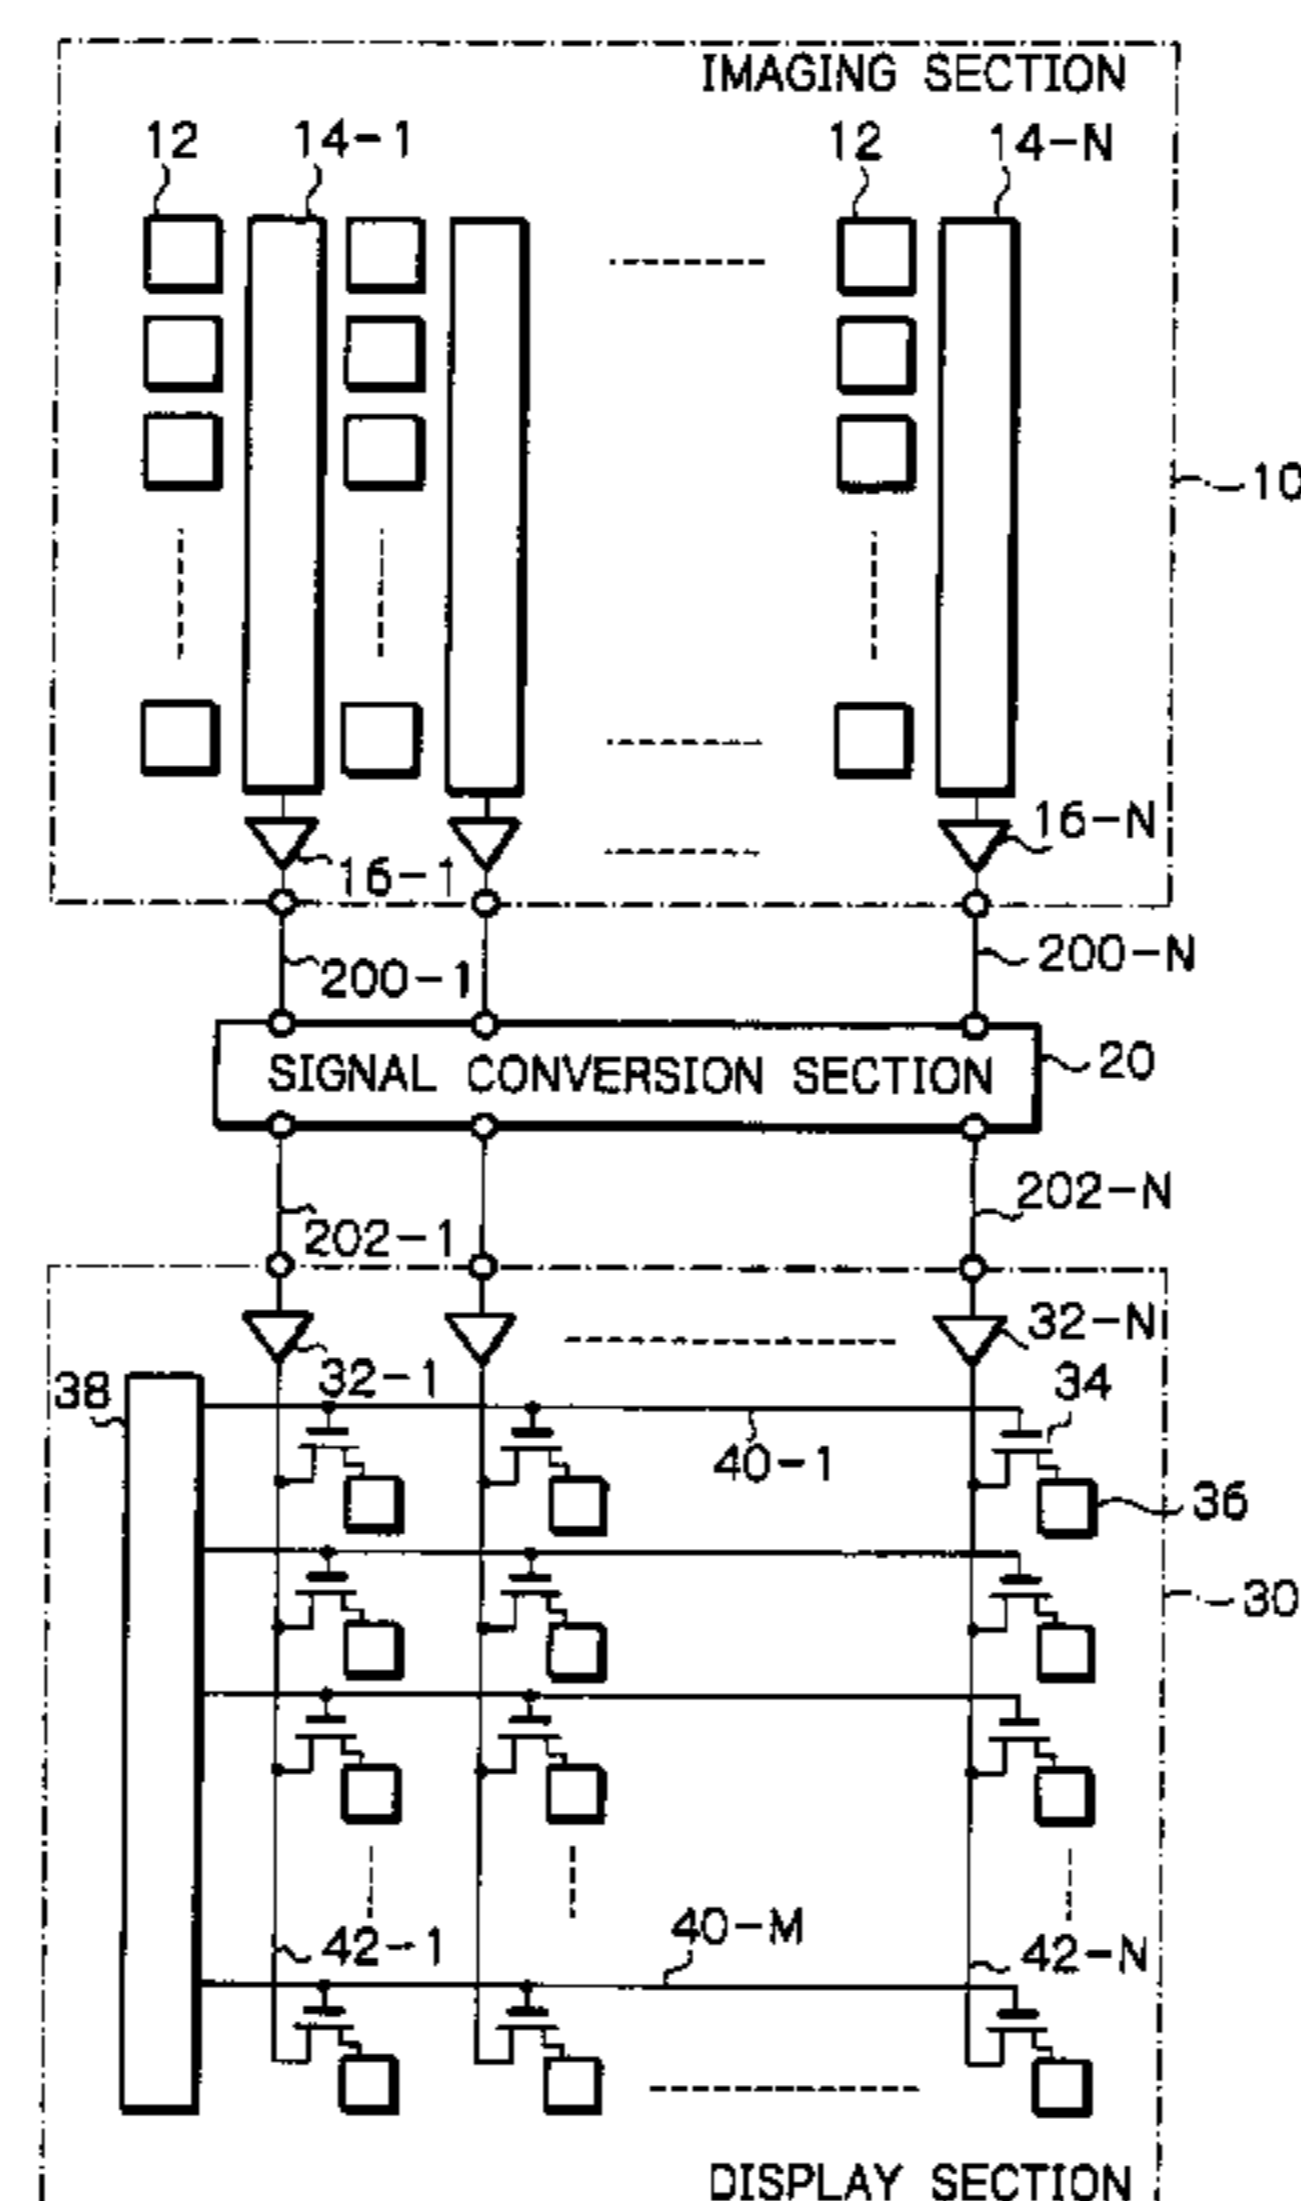 IMAGING SECTION
12
14-1
12
14-N
10
16-N
16-1
200-N
200-1
SIGNAL CONVERSION SECTION
20
202-N
202-1
32-N
32-1
34
38
40-1
36
30
40-M
42-1
42-N
DISPLAY SECTION